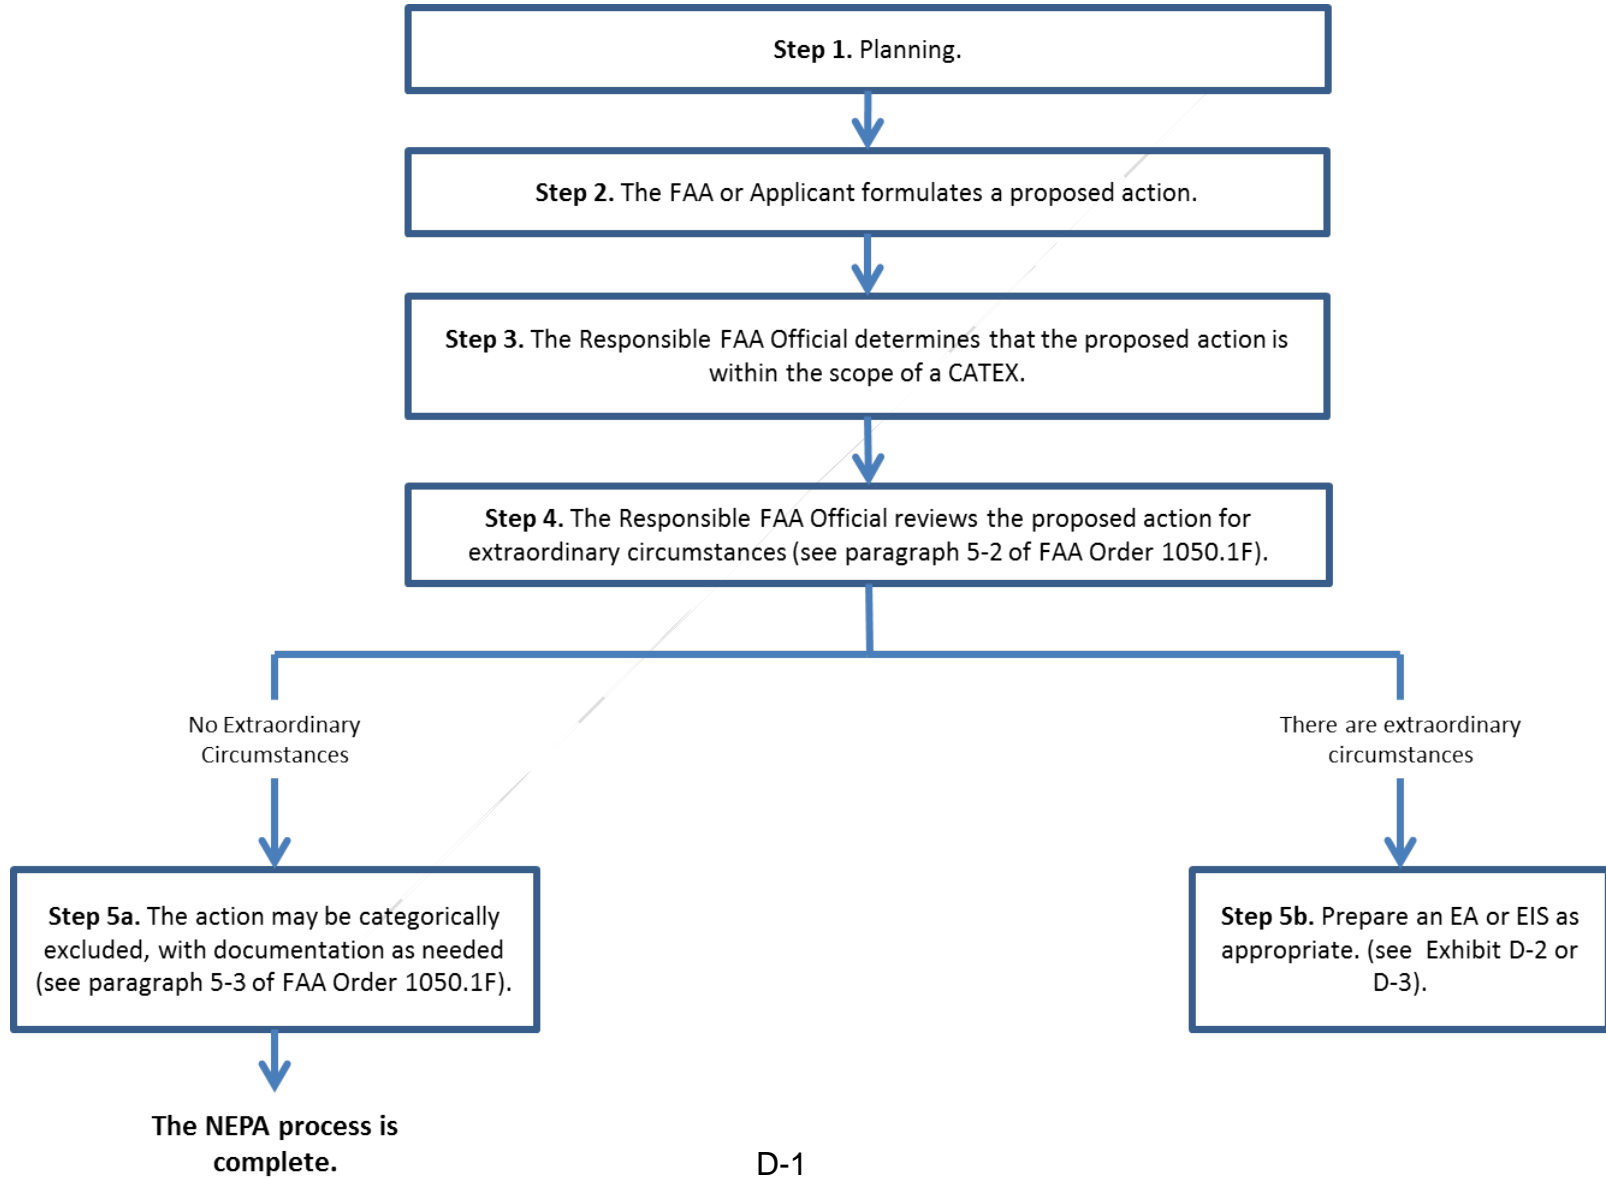 Step 1. Planning.
Step 2. The FAA or Applicant formulates a proposed action.
Step 3. The Responsible FAA Official determines that the proposed action is
within the scope of a CATEX.
Step 4. The Responsible FAA Official reviews the proposed action for
extraordinary circumstances (see paragraph 5-2 of FAA Order 1050.1F).
No Extraordinary
Circumstances
There are extraordinary
circumstances
Step 5a. The action may be categorically
excluded, with documentation as needed
(see paragraph 5-3 of FAA Order 1050.1F).
Step 5b. Prepare an EA or EIS as
appropriate. (see Exhibit D-2 or
D-3).
The NEPA process is
complete.
D-1